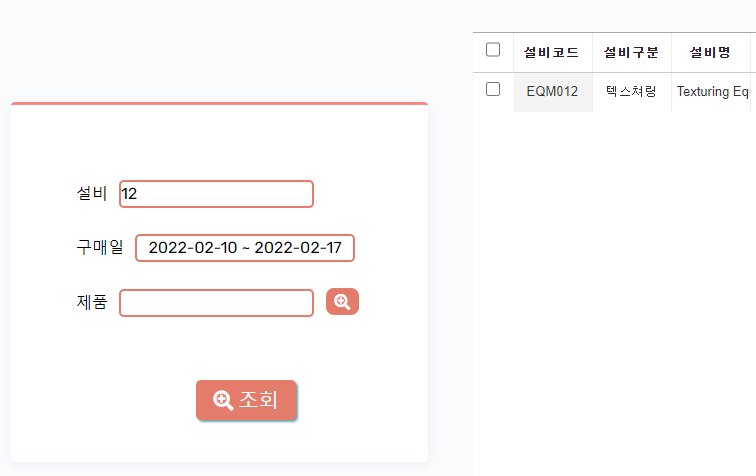 설비 12
구매일 2022-02-10 ~ 2022-02-17
제품
조회
설비코드 설비구분 설비명
EQM012 텍스쳐링 Texturing Eq